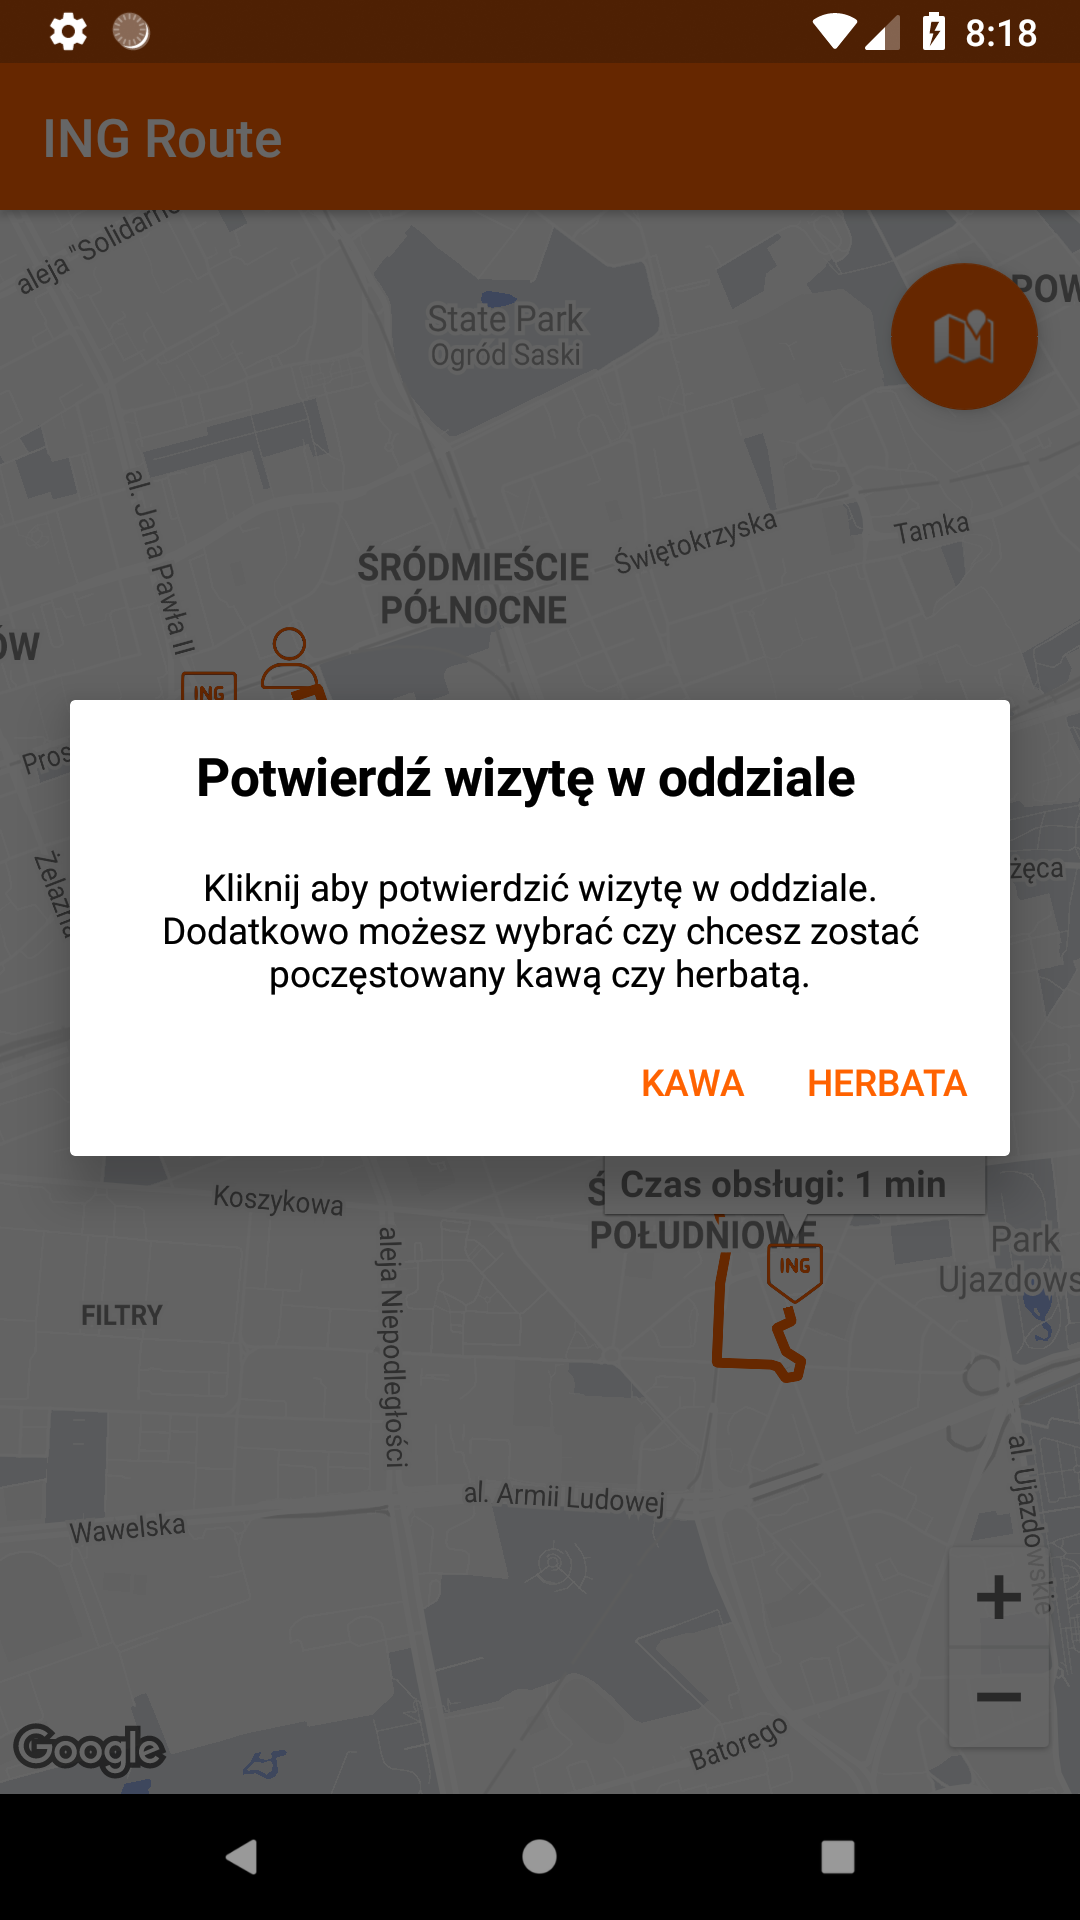 8:18
ING Route
aleja "Solidarno
State Park
Ogród Saski
POW
al. Jana Pawła II
Świętokrzyska
Tamka
ŚRÓDMIEŚCIE
PÓŁNOCNE
ÓW
ING
Pros
Żelazna
żęca
Potwierdź wizytę w oddziale
Kliknij aby potwierdzić wizytę w oddziale.
Dodatkowo możesz wybrać czy chcesz zostać
poczęstowany kawą czy herbatą.
KAWA HERBATA
Koszykowa
Ś
Czas obsługi: 1 min
POŁUDNIOWE
ING
Park
Ujazdows
FILTRY
aleja Niepodległości
al. Armii Ludowej
al. Ujazdowskie
Wawelska
Batorego
Google